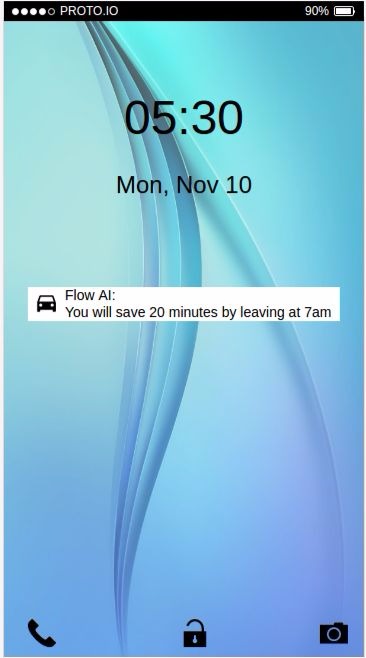 PROTO.IO 90%
05:30
Mon, Nov 10
Flow AI:
You will save 20 minutes by leaving at 7am